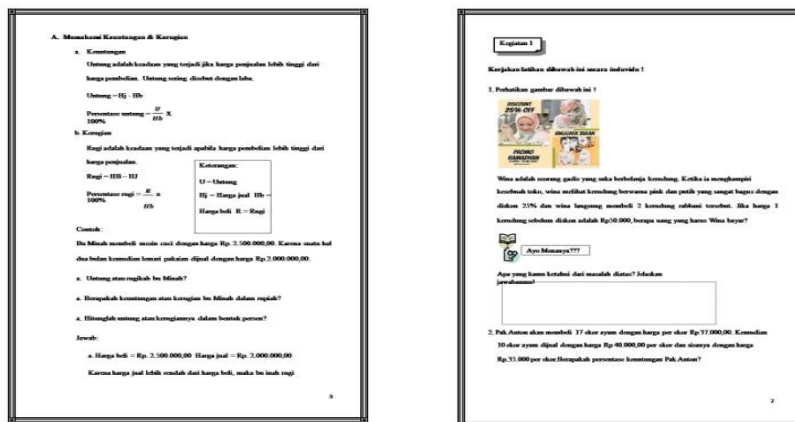 A. Memahami Keuntungan & Kerugian
a. Keuntungan
Untung adalah keadaan yang terjadi jika harga penjualan lebih tinggi dari
harga pembelian. Untung sering disebut dengan laba.
Untung = Hj - Hb
Persentase untung = U/Hb X
100%
b. Kerugian
Rugi adalah keadaan yang terjadi apabila harga pembelian lebih tinggi dari
harga penjualan.
Rugi = HB - HJ
Persentase rugi = R/Hb x
100%
Keterangan:
U = Untung
Hj = Harga jual Hb =
Harga beli R = Rugi
Contoh:
Bu Minah membeli mesin cuci dengan harga Rp. 2.500.000,00. Karena suatu hal
dua bulan kemudian lemari pakaian dijual dengan harga Rp.2.000.000,00.
a. Untung atau rugikah bu Minah?
a. Berapakah keuntungan atau kerugian bu Minah dalam rupiah?
a. Hitunglah untung atau kerugiannya dalam bentuk persen?
Jawab:
a. Harga beli = Rp. 2.500.000,00 Harga jual = Rp. 2.000.000,00
Karena harga jual lebih rendah dari harga beli, maka bu inah rugi
Kegiatan 1
Kerjakan latikan dibawah ini secara individu !
1. Perhatikan gambar dibawah ini !
DISCOUNT
25% OFF
PROMO
RAMADHAN
Wina adalah seorang gadis yang suka berbelanja kerudung. Ketika ia menghampiri
kesebuah toko, wina melihat kerudung berwarna pink dan putih yang sangat bagus dengan
diskon 25% dan wina langsung membeli 2 kerudung rabbani tersebut. Jika harga 1
kerudung sebelum diskon adalah Rp50.000, berapa uang yang harus Wina bayar?
Ayo Menanya???
Apa yang kamu ketahui dari masalah diatas? Jelaskan
jawabanmu!
2. Pak Anton akan membeli 17 ekor ayam dengan harga per ekor Rp 37.000,00. Kemudian
10 ekor ayam dijual dengan harga Rp 40.000,00 per ekor dan sisanya dengan harga
Rp.35.000 per ekor.Berapakah persentase keuntungan Pak Anton?